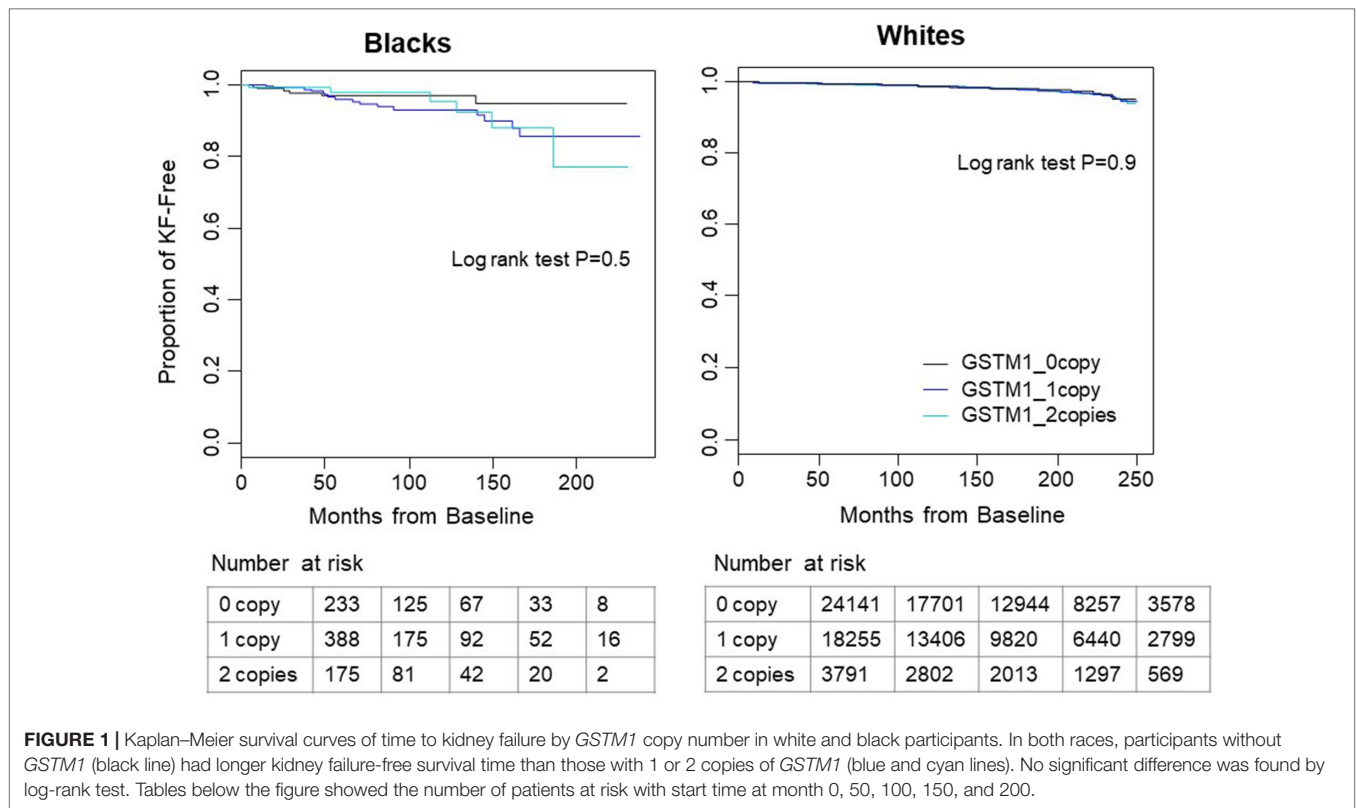 Blacks
Proportion of KF-Free
1.0
0.8
0.6
0.4
0.2
0.0
Log rank test P=0.5
0 50 100 150 200
Months from Baseline
Whites
1.0
0.8
0.6
0.4
0.2
0.0
Log rank test P=0.9
GSTM1_0copy
GSTM1_1copy
GSTM1_2copies
0 50 100 150 200 250
Months from Baseline
Number at risk
0 copy 233 125 67 33 8
1 copy 388 175 92 52 16
2 copies 175 81 42 20 2
Number at risk
0 copy 24141 17701 12944 8257 3578
1 copy 18255 13406 9820 6440 2799
2 copies 3791 2802 2013 1297 569
FIGURE 1 | Kaplan–Meier survival curves of time to kidney failure by GSTM1 copy number in white and black participants. In both races, participants without
GSTM1 (black line) had longer kidney failure-free survival time than those with 1 or 2 copies of GSTM1 (blue and cyan lines). No significant difference was found by
log-rank test. Tables below the figure showed the number of patients at risk with start time at month 0, 50, 100, 150, and 200.